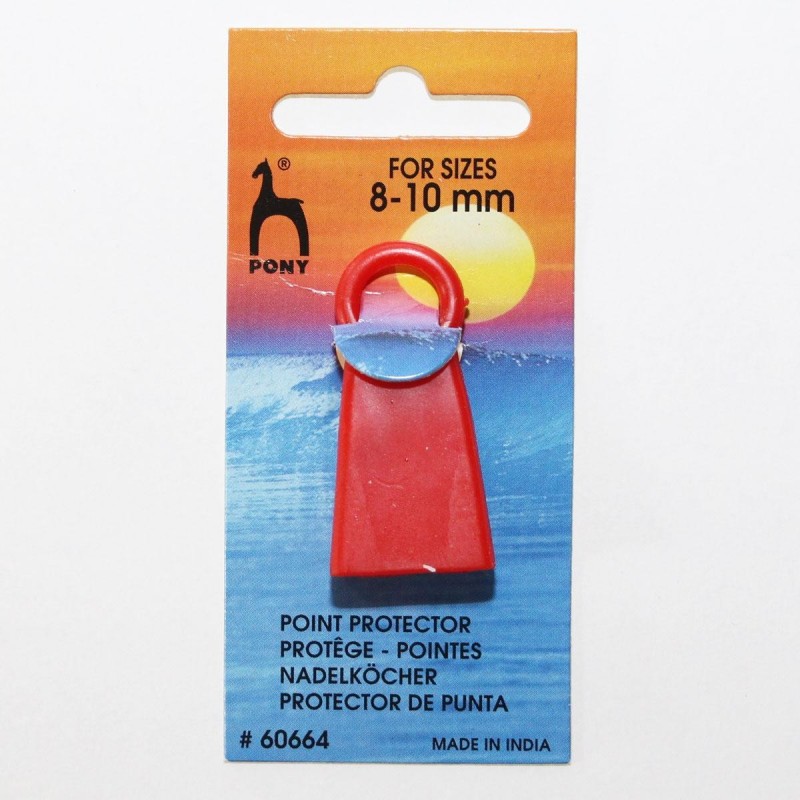 FOR SIZES
8-10 mm
®
PONY
POINT PROTECTOR
PROTÊGE - POINTES
NADELKÖCHER
PROTECTOR DE PUNTA
# 60664
MADE IN INDIA